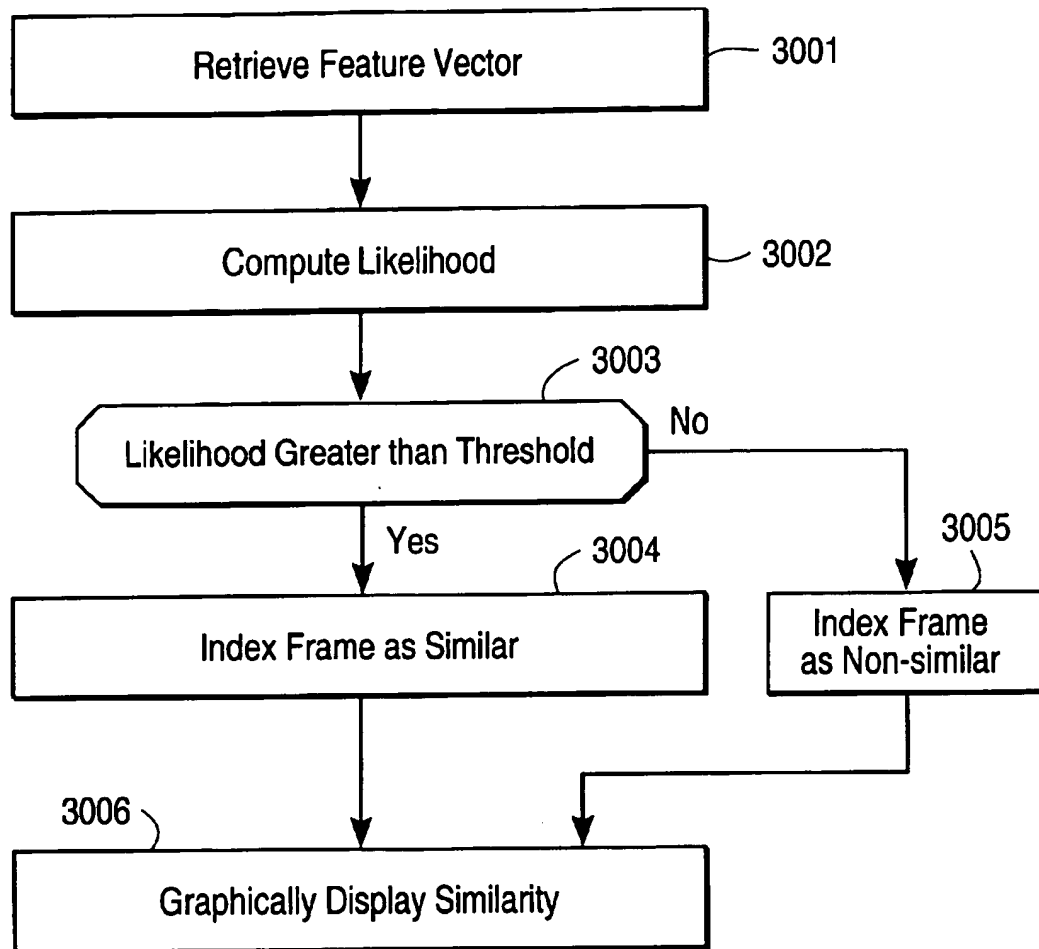 Retrieve Feature Vector
3001
Compute Likelihood
3002
3003
Likelihood Greater than Threshold
No
Yes
3004
3005
Index Frame as Similar
Index Frame
as Non-similar
3006
Graphically Display Similarity